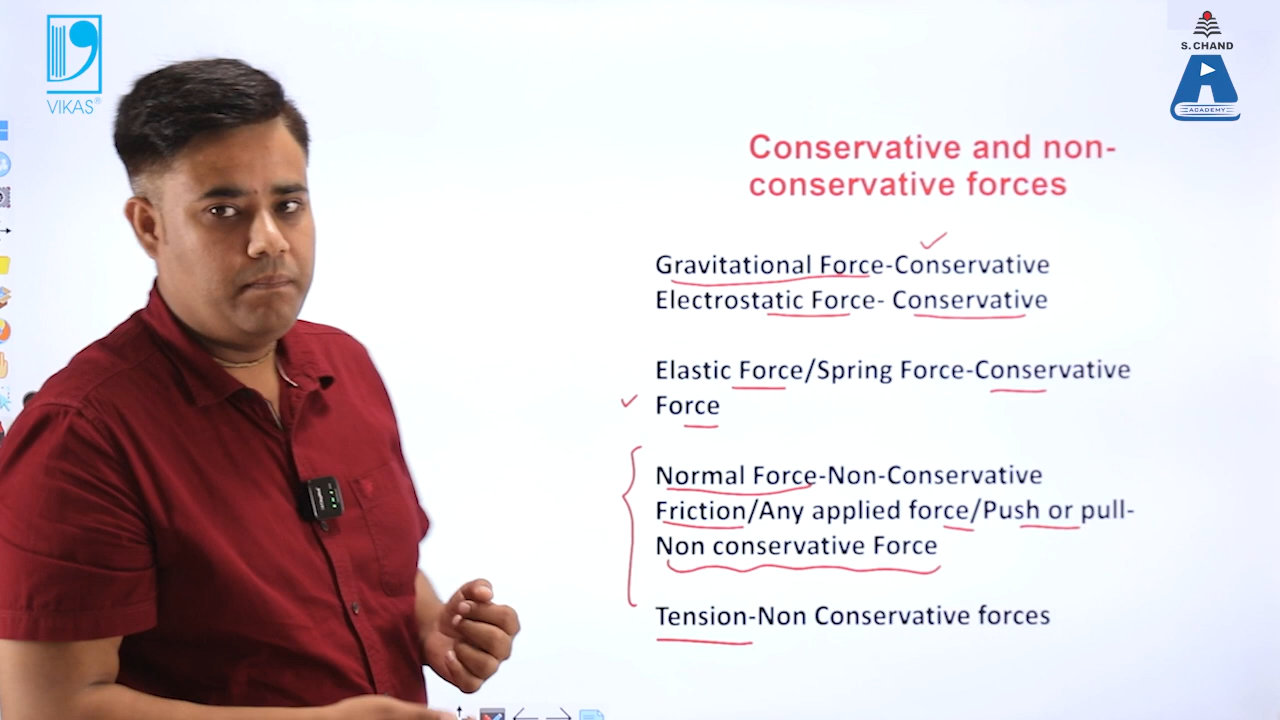 VIKAS®
S. CHAND
ACADEMY
Conservative and non-
conservative forces
Gravitational Force-Conservative
Electrostatic Force- Conservative
Elastic Force/Spring Force-Conservative
Force
Normal Force-Non-Conservative
Friction/Any applied force/Push or pull-
Non conservative Force
Tension-Non Conservative forces